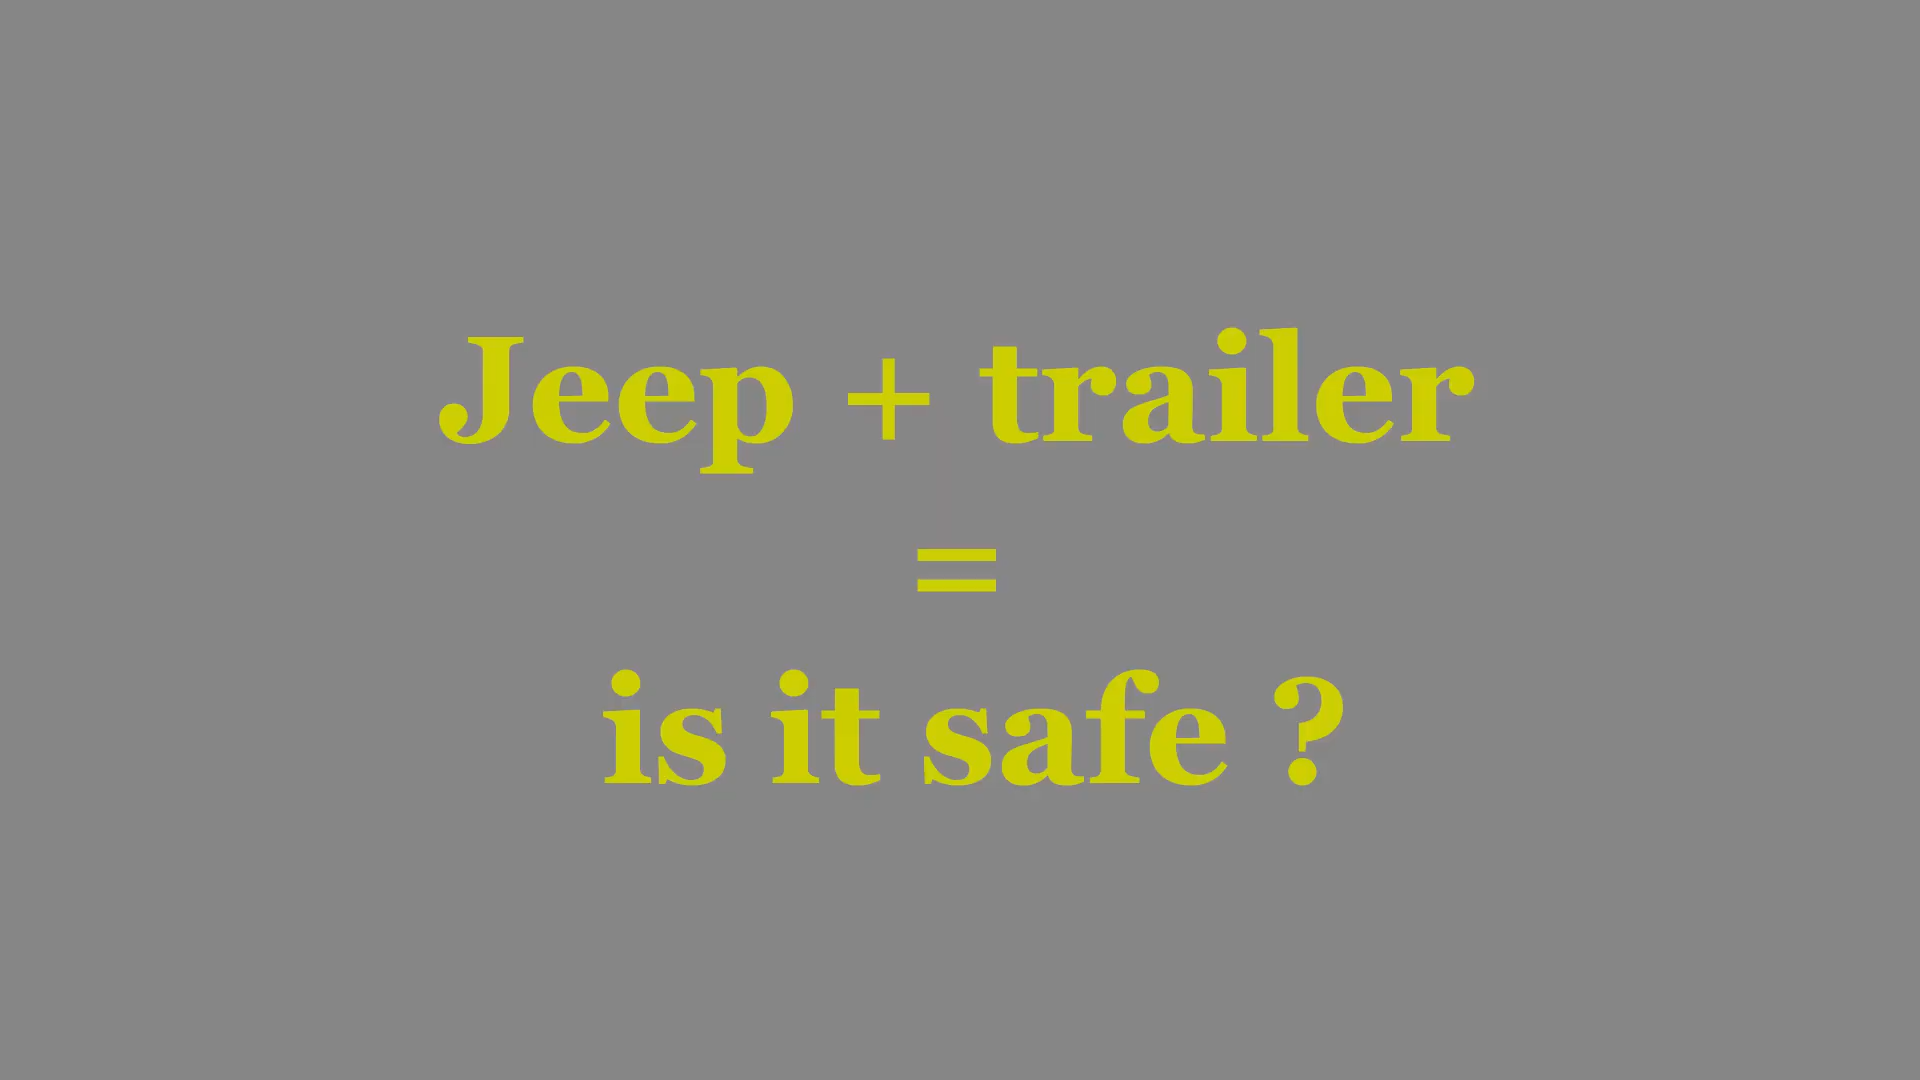 Jeep + trailer
=
is it safe ?